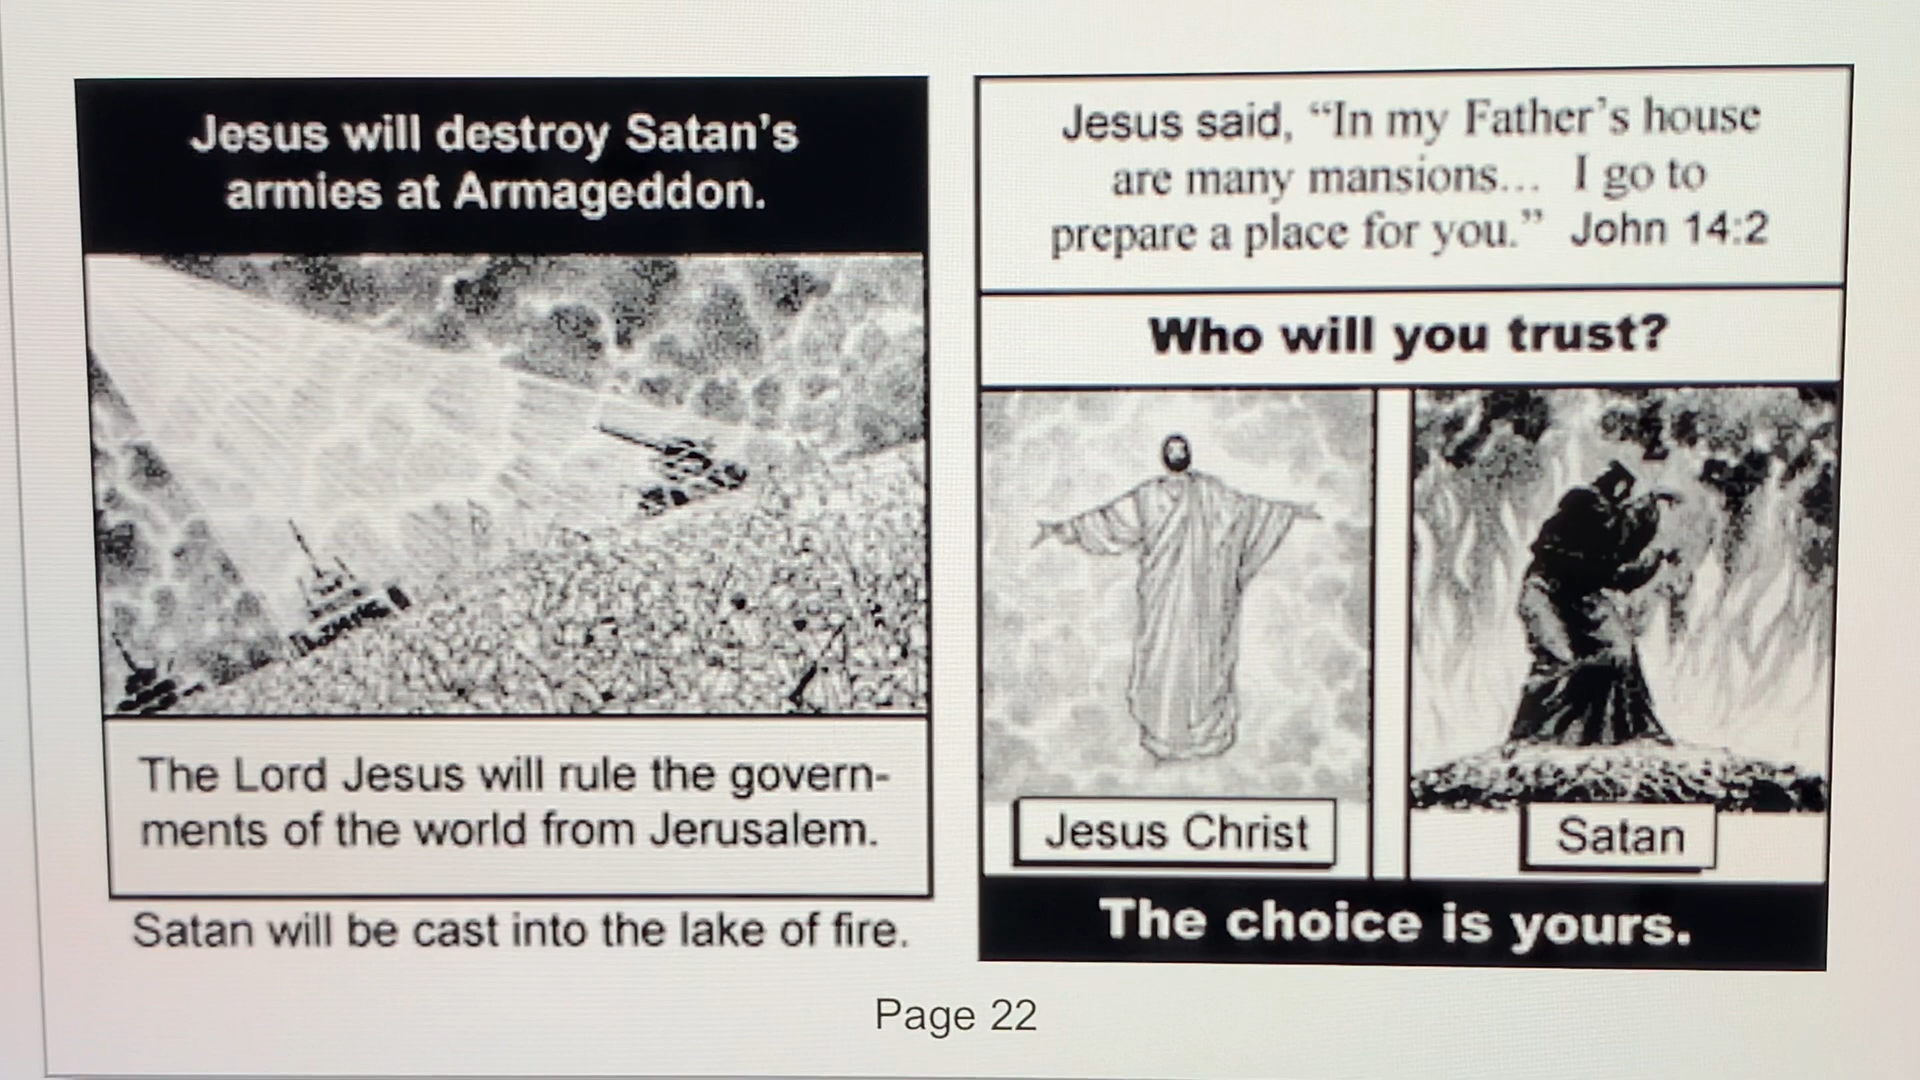 Jesus will destroy Satan's
armies at Armageddon.
The Lord Jesus will rule the govern-
ments of the world from Jerusalem.
Satan will be cast into the lake of fire.
Jesus said, “In my Father’s house
are many mansions... I go to
prepare a place for you.” John 14:2
Who will you trust?
Jesus Christ
Satan
The choice is yours.
Page 22